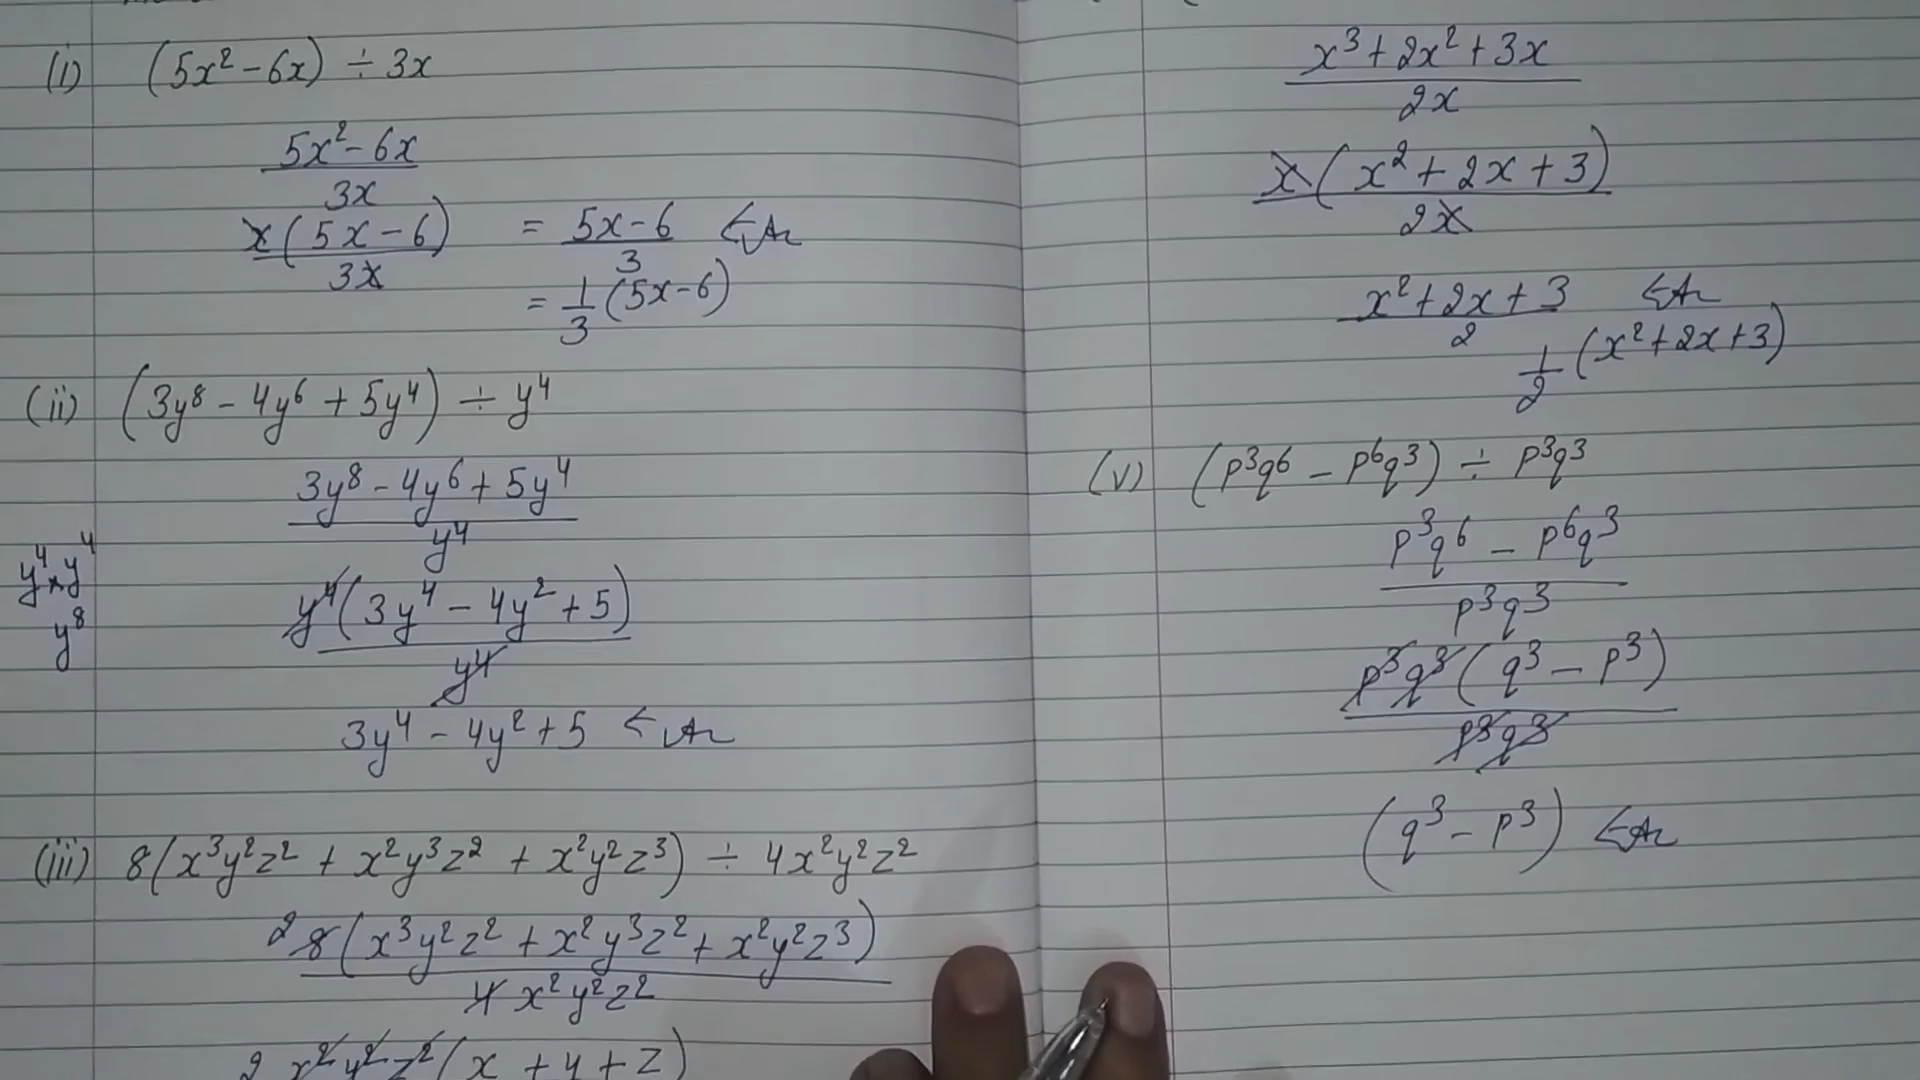 (i) (5x² - 6x) ÷ 3x
5x² - 6x
3x
x(5x - 6)
3x
= 5x - 6
3
= 1/3 (5x - 6)
(ii) (3y⁸ - 4y⁶ + 5y⁴) ÷ y⁴
3y⁸ - 4y⁶ + 5y⁴
y⁴
y⁴ × y⁴
y⁸
y⁴(3y⁴ - 4y² + 5)
y⁴
3y⁴ - 4y² + 5
(iii) 8(x³y²z² + x²y³z² + x²y²z³) ÷ 4x²y²z²
2 8(x³y²z² + x²y³z² + x²y²z³)
4x²y²z²
2 x²y²z²(x + y + z)
x³ + 2x² + 3x
2x
x(x² + 2x + 3)
2x
x² + 2x + 3
2
1/2 (x² + 2x + 3)
(v) (p³q⁶ - p⁶q³) ÷ p³q³
p³q⁶ - p⁶q³
p³q³
p³q³(q³ - p³)
p³q³
(q³ - p³)